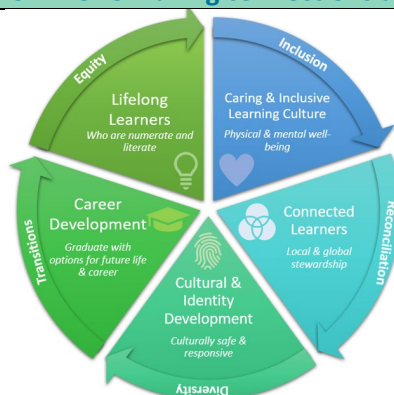 Equity
Lifelong
Learners
Who are numerate and
literate
Inclusion
Caring & Inclusive
Learning Culture
Physical & mental well-
being
Reconciliation
Connected
Learners
Local & global
stewardship
Diversity
Cultural &
Identity
Development
Culturally safe &
responsive
Transitions
Career
Development
Graduate with
options for future life
& career